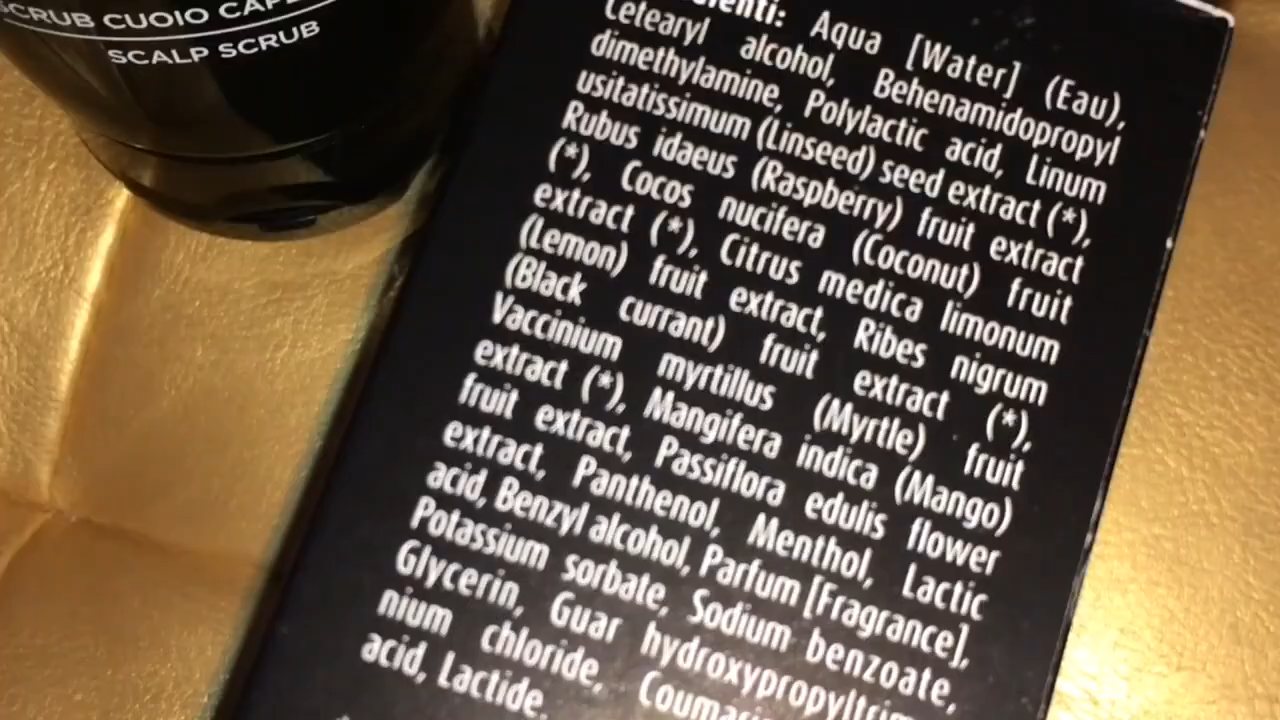 SCRUB CUOIO
SCALP SCRUB
Aqua [Water] (Eau),
Cetearyl alcohol, Behenamidopropyl
dimethylamine, Polylactic acid, Linum
usitatissimum (Linseed) seed extract (*),
Rubus idaeus (Raspberry) fruit extract
(*), Cocos nucifera (Coconut) fruit
extract (*), Citrus medica limonum
(Lemon) fruit extract, Ribes nigrum
(Black currant) fruit extract (*),
Vaccinium myrtillus (Myrtle) fruit
extract (*), Mangifera indica (Mango)
fruit extract, Passiflora edulis flower
extract, Panthenol, Menthol, Lactic
acid, Benzyl alcohol, Parfum [Fragrance],
Potassium sorbate, Sodium benzoate,
Glycerin, Guar hydroxypropyltrim
nium chloride, Coumarin
acid, Lactide.